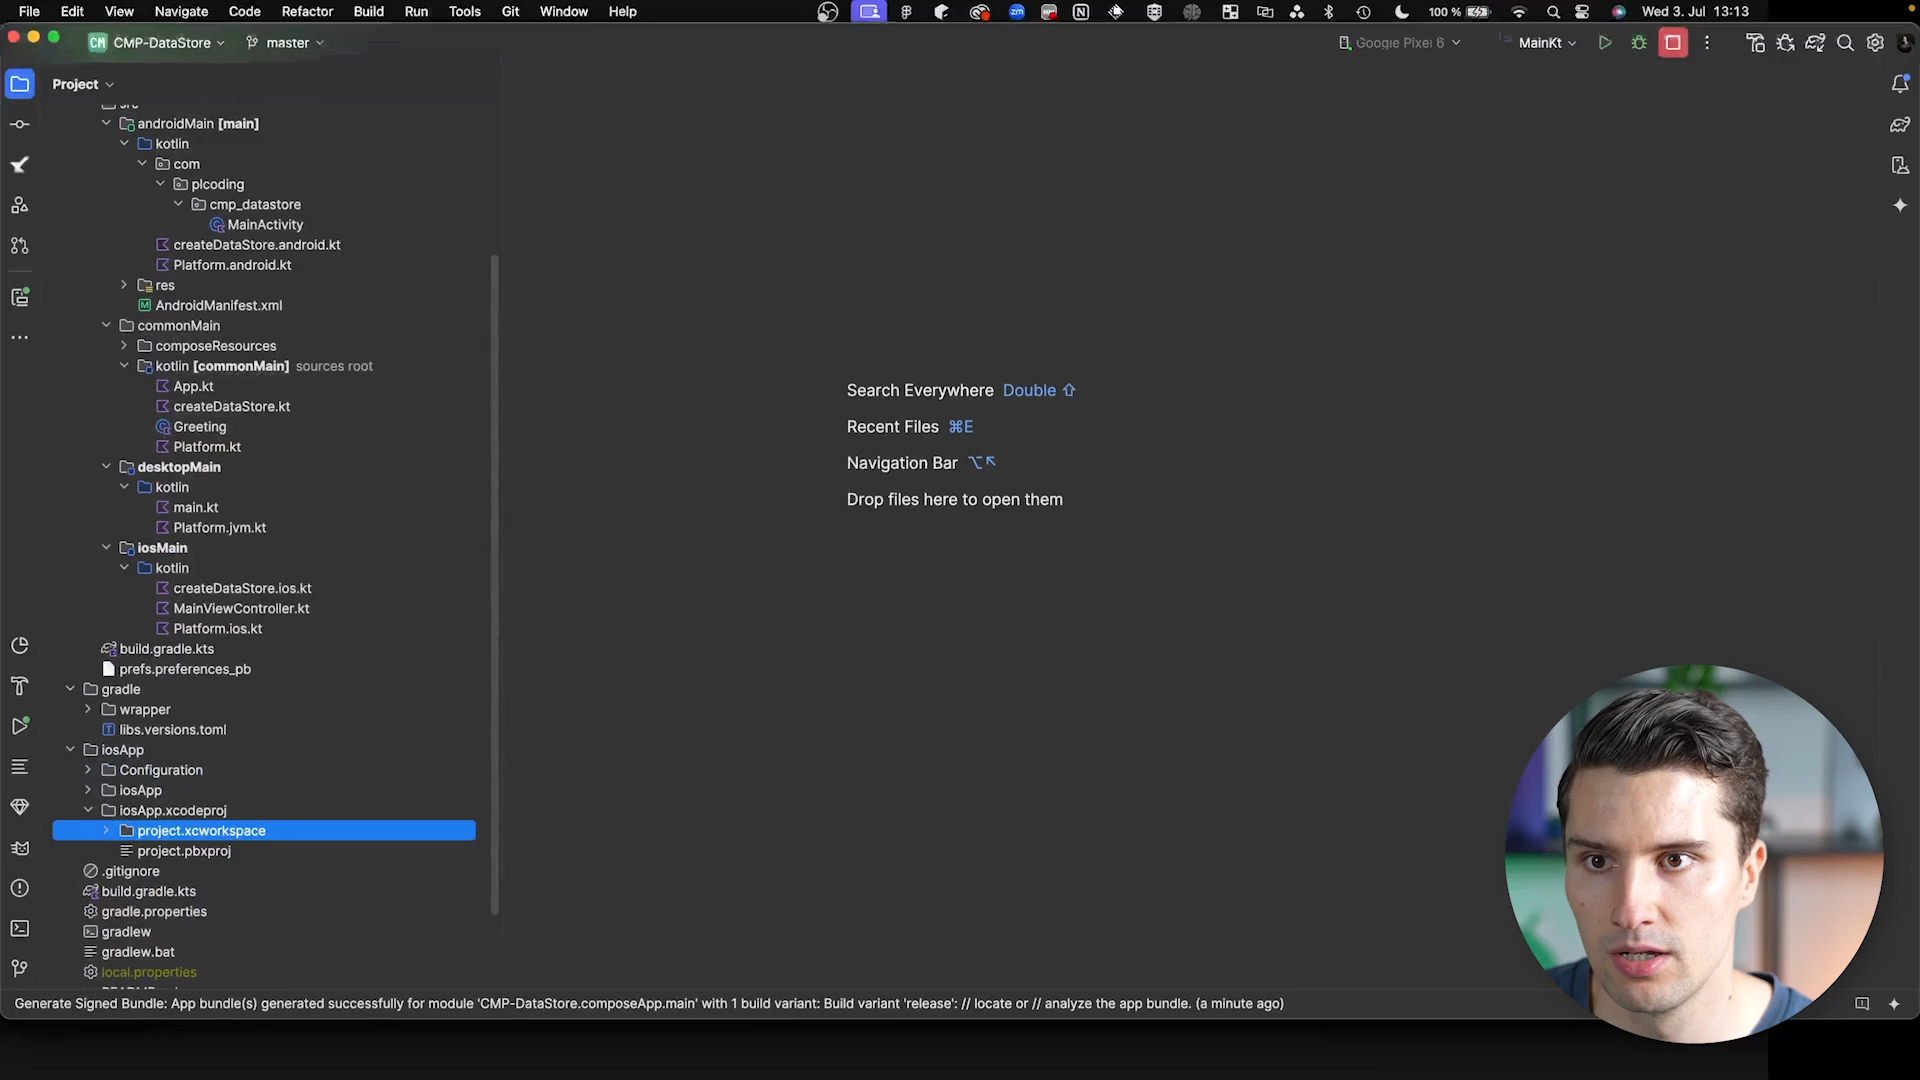 File Edit View Navigate Code Refactor Build Run Tools Git Window Help
zm
100 % Wed 3. Jul 13:13
CM CMP-DataStore master
Google Pixel 6 MainKt
Project
src
androidMain [main]
kotlin
com
plcoding
cmp_datastore
MainActivity
createDataStore.android.kt
Platform.android.kt
res
AndroidManifest.xml
commonMain
composeResources
kotlin [commonMain] sources root
App.kt
createDataStore.kt
Greeting
Platform.kt
desktopMain
kotlin
main.kt
Platform.jvm.kt
iosMain
kotlin
createDataStore.ios.kt
MainViewController.kt
Platform.ios.kt
build.gradle.kts
prefs.preferences_pb
gradle
wrapper
libs.versions.toml
iosApp
Configuration
iosApp
iosApp.xcodeproj
project.xcworkspace
project.pbxproj
.gitignore
build.gradle.kts
gradle.properties
gradlew
gradlew.bat
local.properties
Search Everywhere Double ⇧
Recent Files ⌘E
Navigation Bar ⌥↖
Drop files here to open them
Generate Signed Bundle: App bundle(s) generated successfully for module 'CMP-DataStore.composeApp.main' with 1 build variant: Build variant 'release': // locate or // analyze the app bundle. (a minute ago)